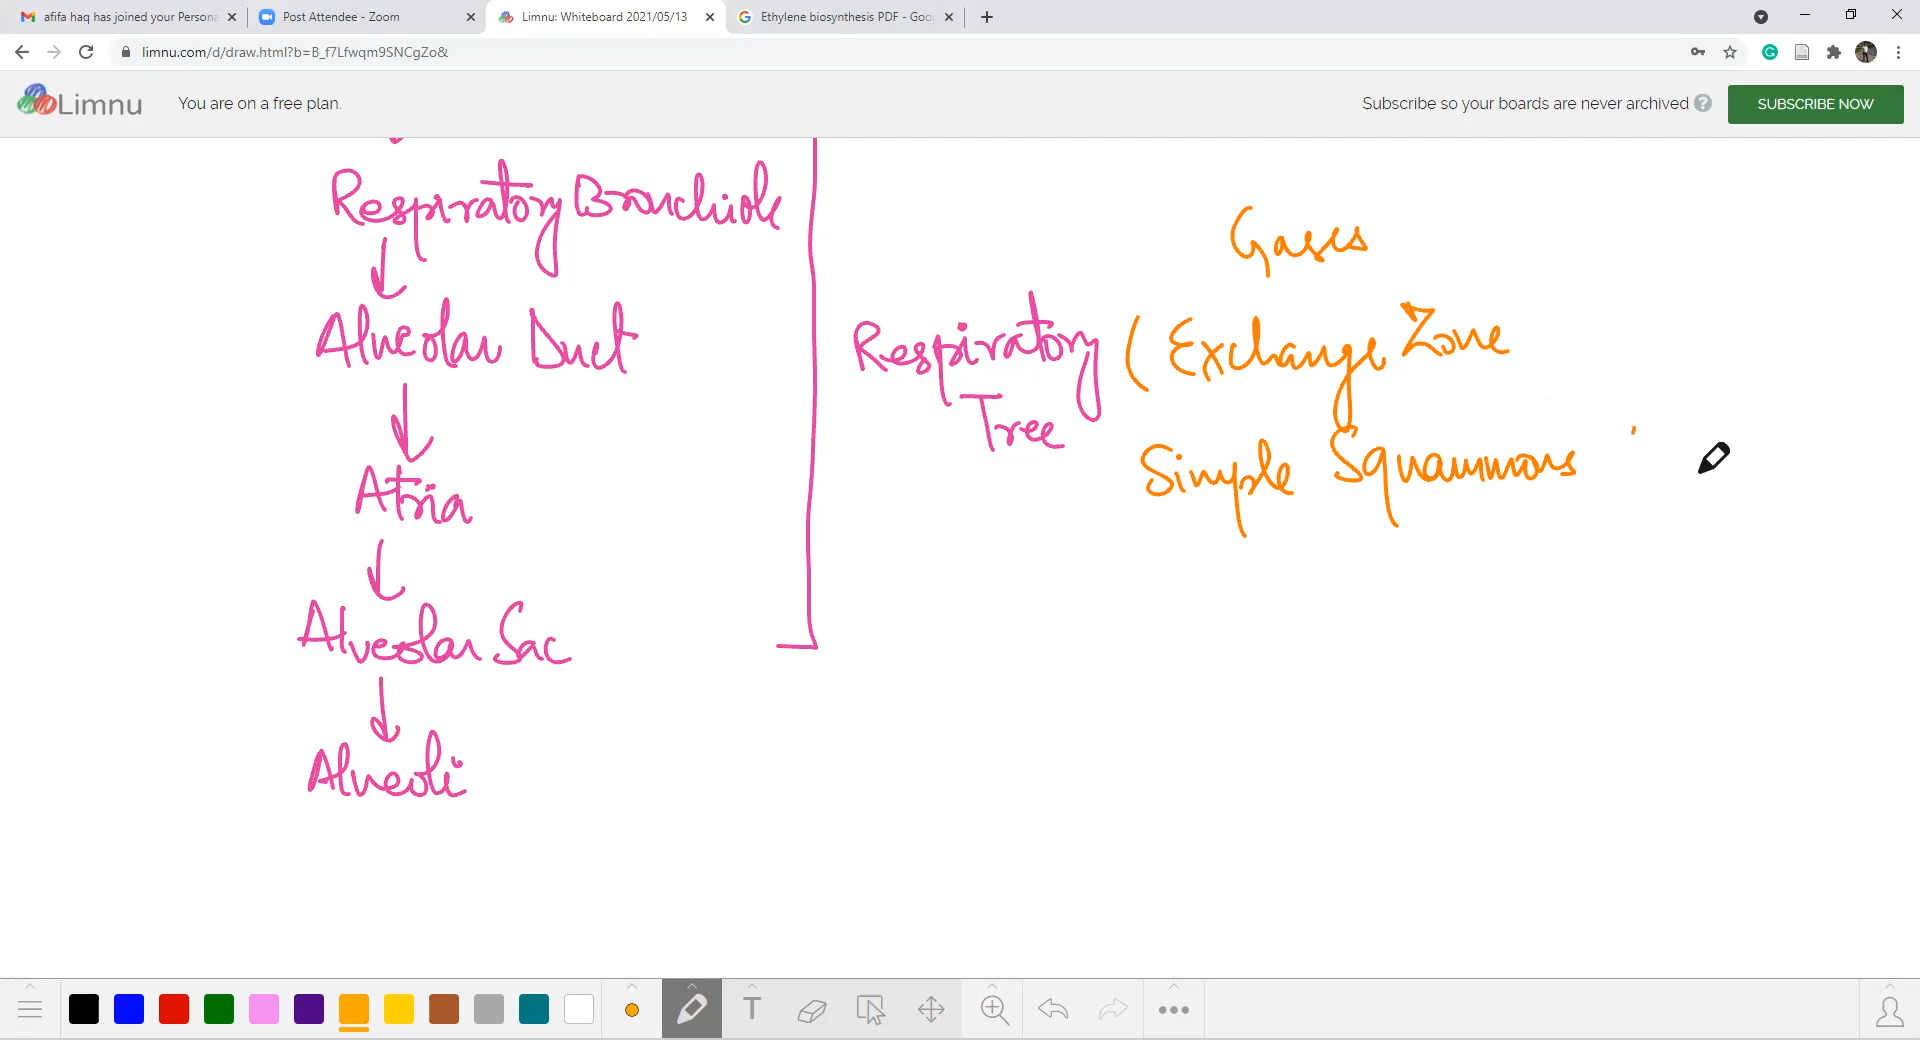 afifa haq has joined your Persona
Post Attendee - Zoom
Limnu: Whiteboard 2021/05/13
Ethylene biosynthesis PDF - Goo
limnu.com/d/draw.html?b=B_f7Lfwqm9SNCgZo&
Limnu
You are on a free plan.
Subscribe so your boards are never archived ?
SUBSCRIBE NOW
Respiratory Bronchiole
Alveolar Duct
Atria
Alveolar Sac
Alveoli
Respiratory
Tree
Gases
( Exchange Zone
Simple Squammous
T